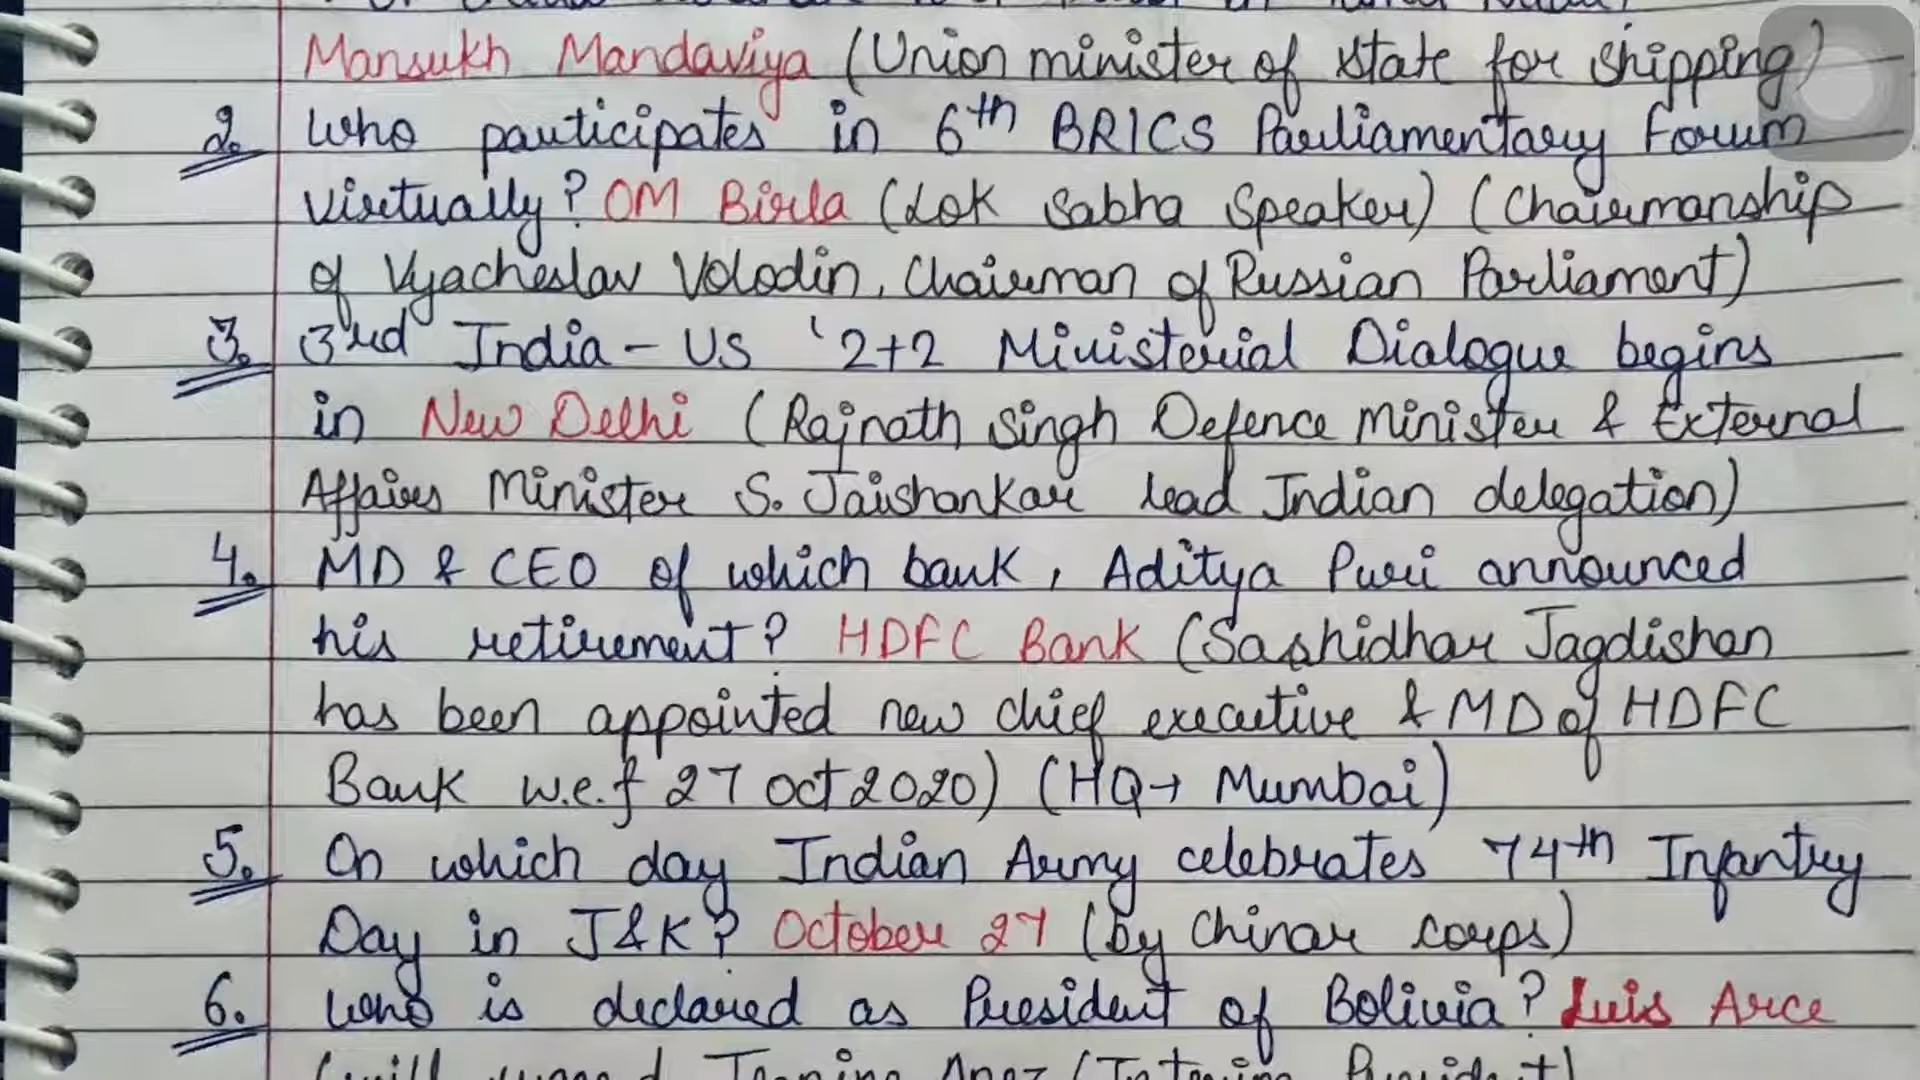 Mansukh Mandaviya (Union minister of state for shipping)
2. Who participates in 6th BRICS Parliamentary Forum
virtually? OM Birla (Lok Sabha Speaker) (Chairmanship
of Vyacheslav Volodin, Chairman of Russian Parliament)
3. 3rd India - US '2+2 Ministerial Dialogue begins
in New Delhi (Rajnath Singh Defence Minister & External
Affairs Minister S. Jaishankar lead Indian delegation)
4. MD & CEO of which bank, Aditya Puri announced
his retirement? HDFC Bank (Sashidhar Jagdishan
has been appointed new chief executive & MD of HDFC
Bank w.e.f 27 Oct 2020) (HQ→ Mumbai)
5. On which day Indian Army celebrates 74th Infantry
Day in J&K? October 27 (by Chinar corps)
6. Who is declared as President of Bolivia? Luis Arce